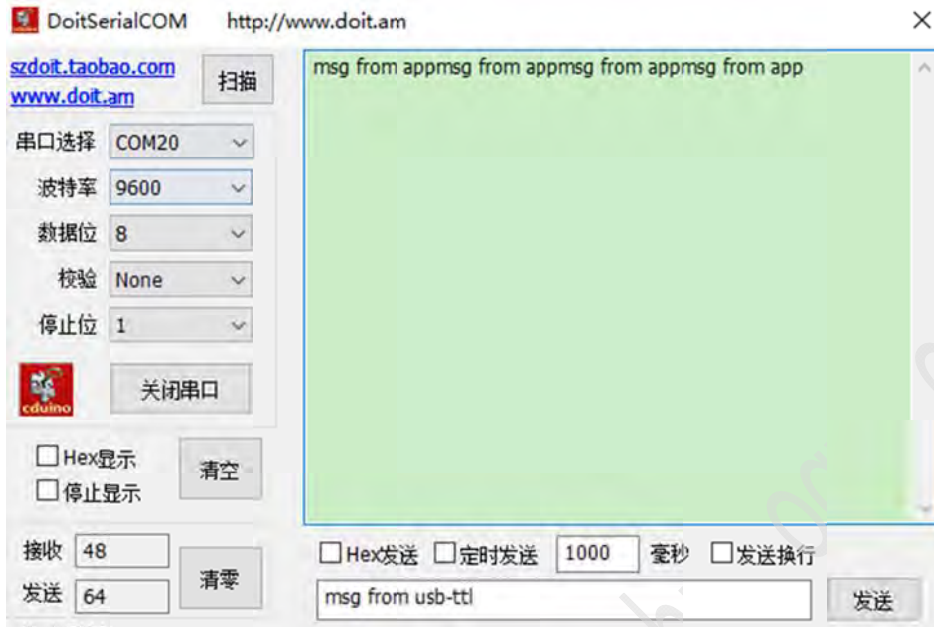 DoitSerialCOM http://www.doit.am
szdoit.taobao.com
www.doit.am
扫描
msg from appmsg from appmsg from appmsg from app
串口选择 COM20
波特率 9600
数据位 8
校验 None
停止位 1
cduino
关闭串口
Hex显示
停止显示
清空
接收 48
发送 64
清零
Hex发送 定时发送 1000 毫秒 发送换行
msg from usb-ttl
发送